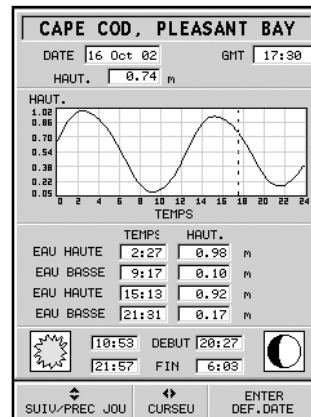 CAPE COD, PLEASANT BAY
DATE 16 Oct 02 GMT 17:30
HAUT. 0.74 m
HAUT.
1.02
0.86
0.70
0.54
0.38
0.22
0.05
0 2 4 6 8 10 12 14 16 18 20 22 24
TEMPS
TEMPS HAUT.
EAU HAUTE 2:27 0.98 m
EAU BASSE 9:17 0.10 m
EAU HAUTE 15:13 0.92 m
EAU BASSE 21:31 0.17 m
10:53 DEBUT 20:27
21:57 FIN 6:03
SUIV/PREC JOU CURSEU ENTER
DEF.DATE